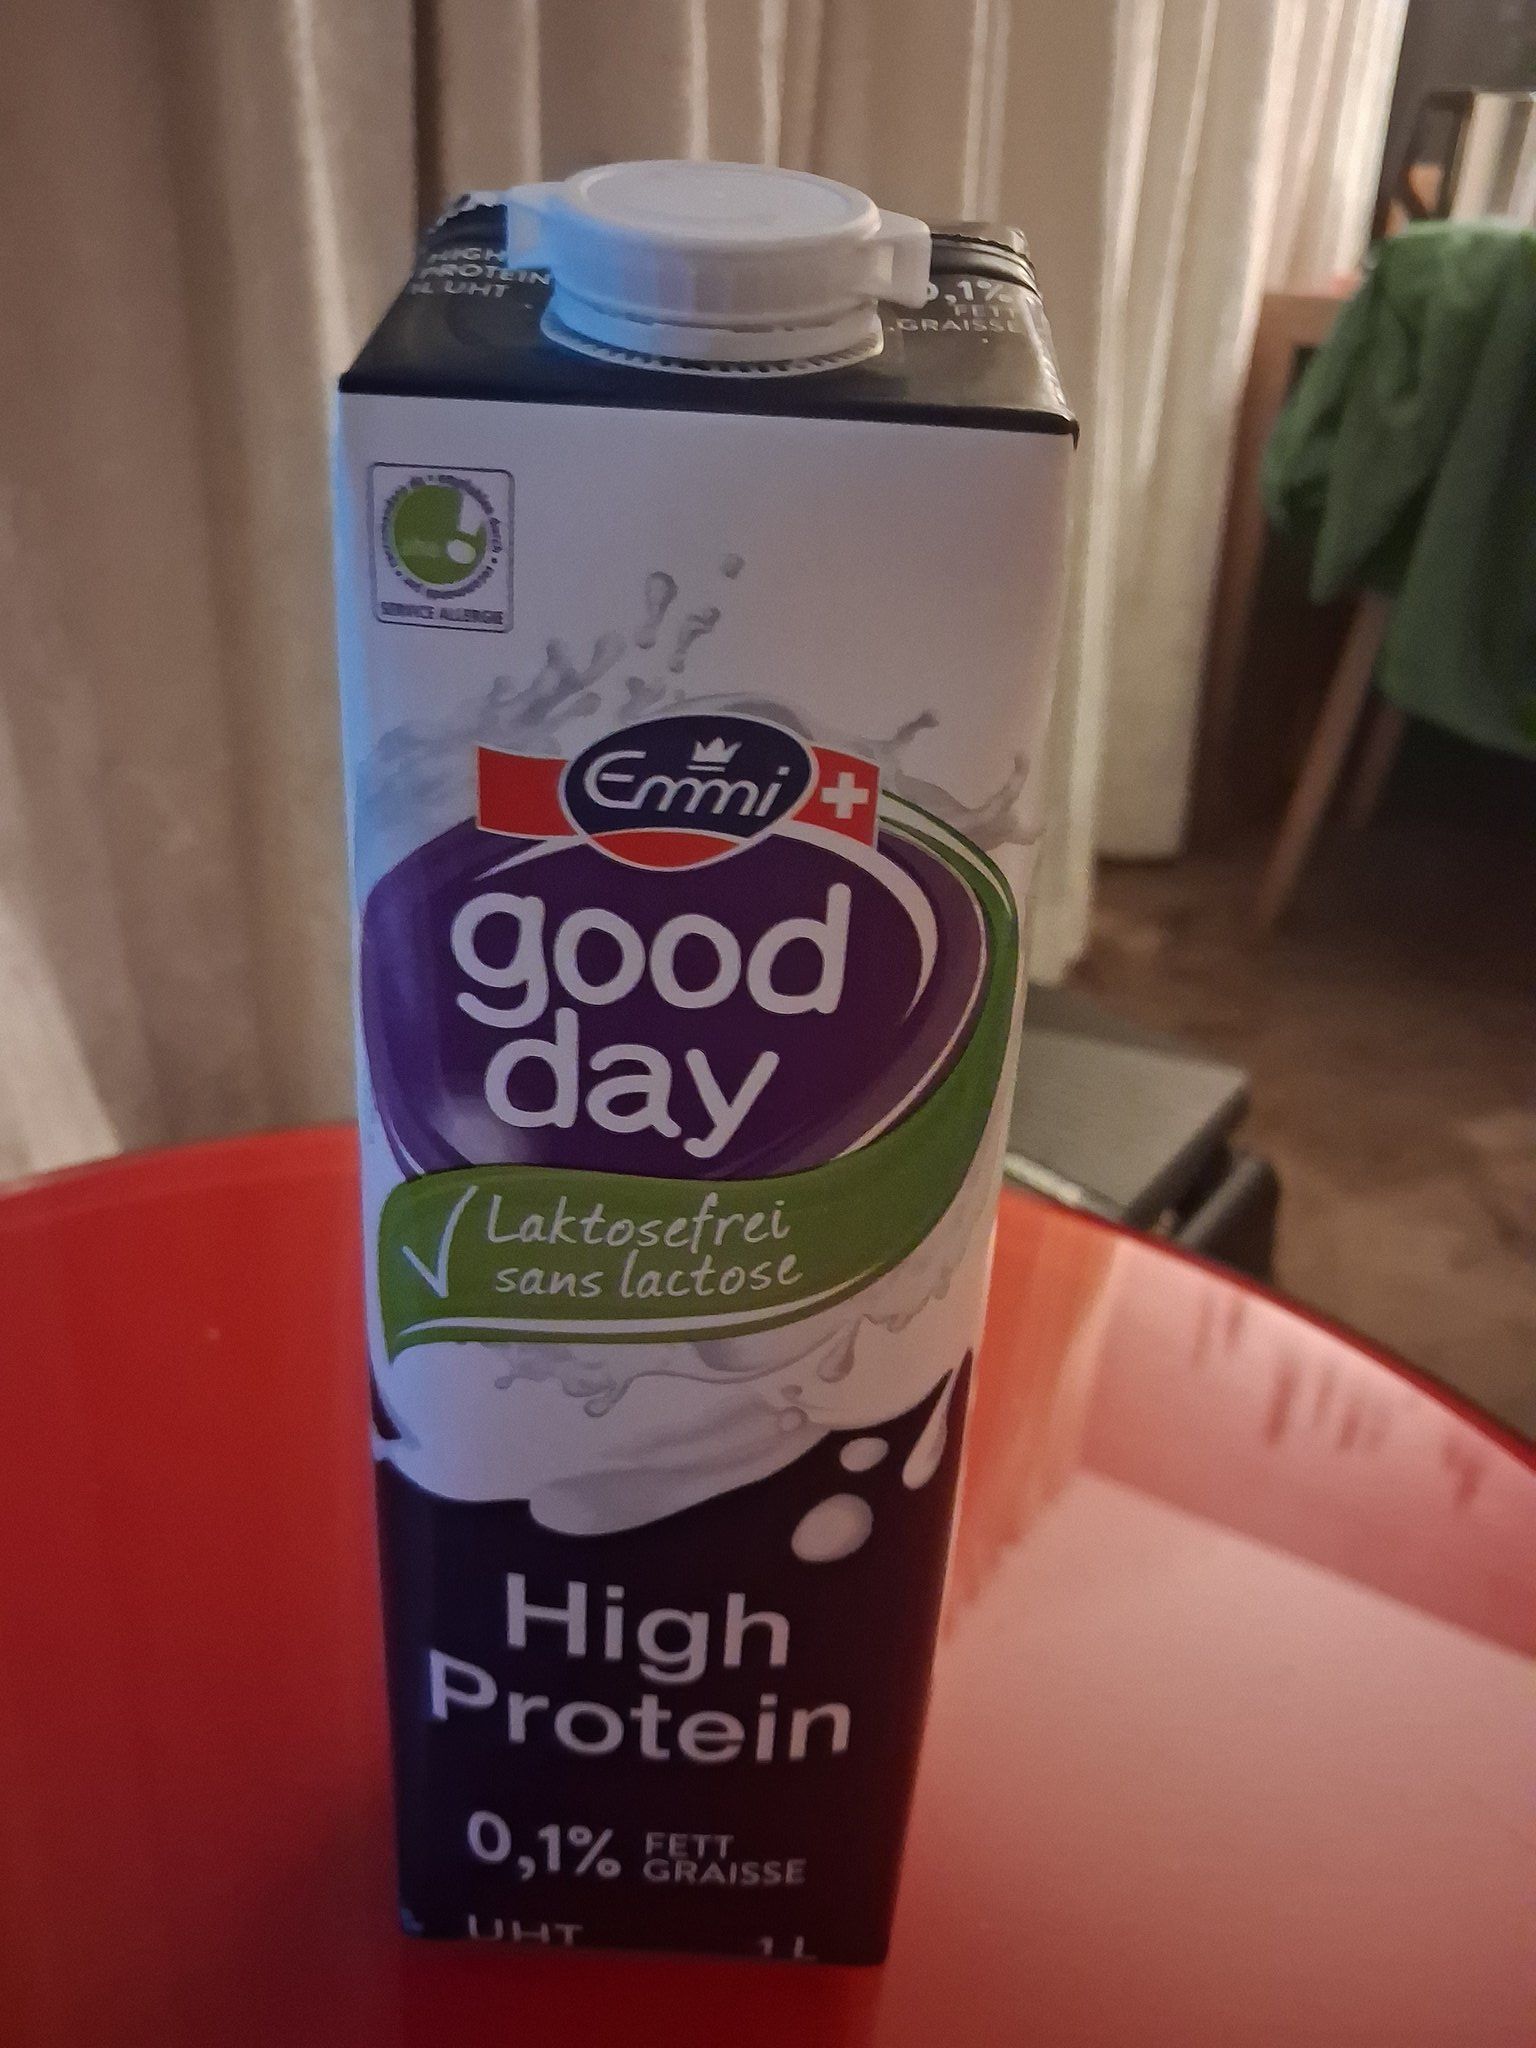 HIGH
PROTEIN
1L UHT
0,1%
FETT
GRAISSE
SERVICE ALLERGIE
Emmi
good
day
Laktosefrei
sans lactose
High
Protein
0,1% FETT
GRAISSE
UHT 1 L